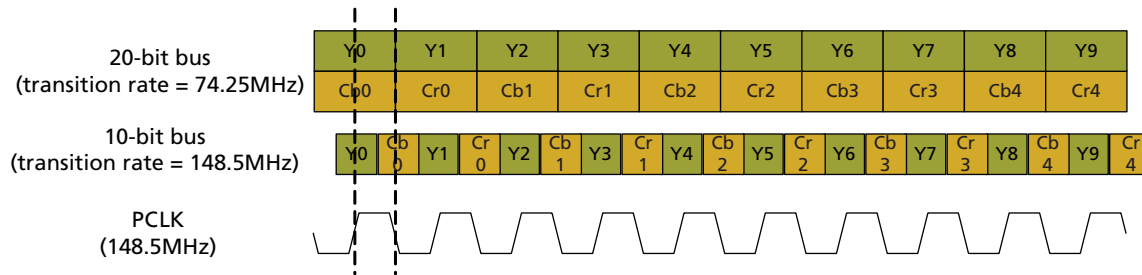 20-bit bus
(transition rate = 74.25MHz)
Y0 Y1 Y2 Y3 Y4 Y5 Y6 Y7 Y8 Y9
Cb0 Cr0 Cb1 Cr1 Cb2 Cr2 Cb3 Cr3 Cb4 Cr4
10-bit bus
(transition rate = 148.5MHz)
Y0 Cb Y1 Cr Y2 Cb Y3 Cr Y4 Cb Y5 Cr Y6 Cb Y7 Cr Y8 Cb Y9 Cr
0 0 1 1 2 2 3 3 4 4
PCLK
(148.5MHz)